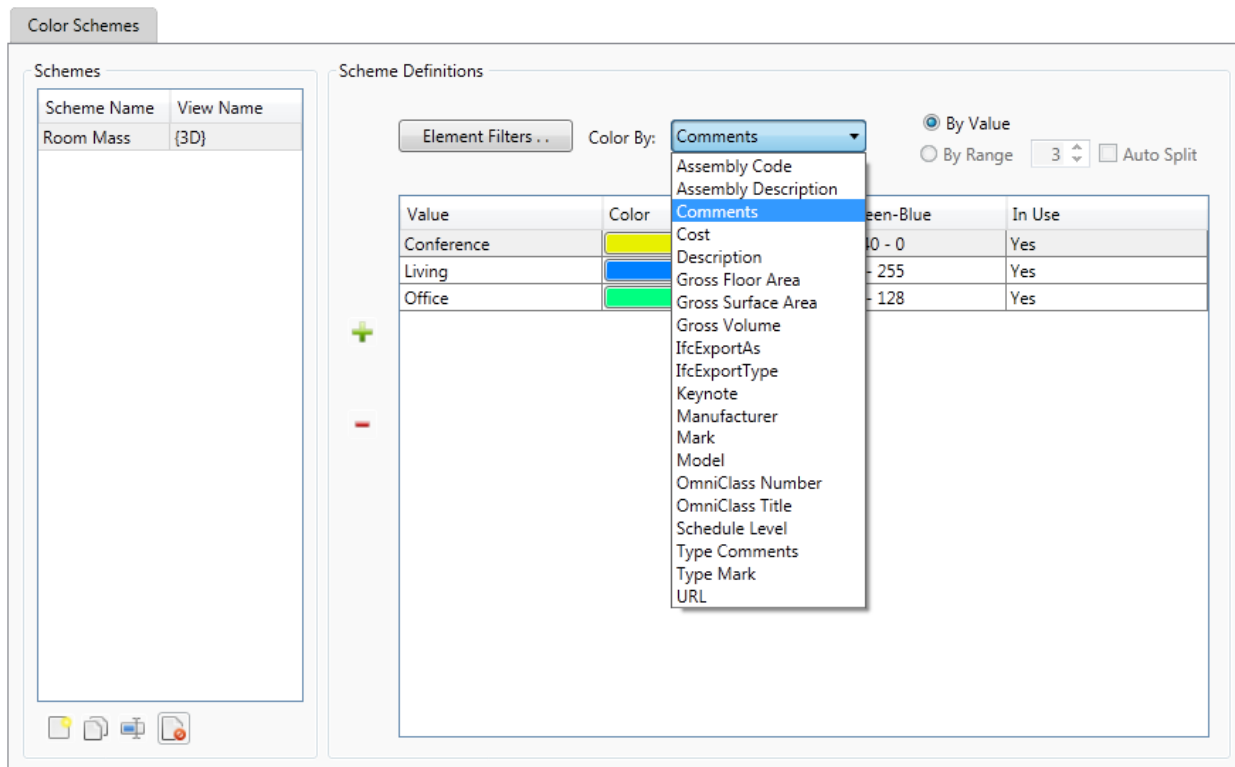 Color Schemes
Schemes
Scheme Name View Name
Room Mass {3D}
Scheme Definitions
Element Filters . . Color By: Comments
By Value
By Range 3 Auto Split
Value Color een-Blue In Use
Conference 40 - 0 Yes
Living - 255 Yes
Office - 128 Yes
Assembly Code
Assembly Description
Comments
Cost
Description
Gross Floor Area
Gross Surface Area
Gross Volume
IfcExportAs
IfcExportType
Keynote
Manufacturer
Mark
Model
OmniClass Number
OmniClass Title
Schedule Level
Type Comments
Type Mark
URL